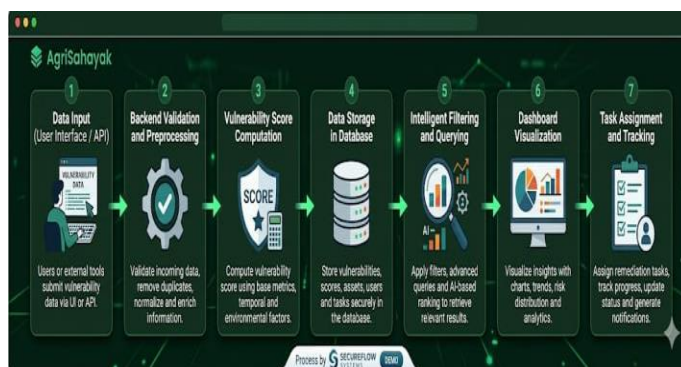 AgriSahayak
1
Data Input
(User Interface / API)
VULNERABILITY
DATA
Users or external tools
submit vulnerability
data via UI or API.
2
Backend Validation
and Preprocessing
Validate incoming data,
remove duplicates,
normalize and enrich
information.
3
Vulnerability Score
Computation
SCORE
Compute vulnerability
score using base metrics,
temporal and
environmental factors.
4
Data Storage
in Database
Store vulnerabilities,
scores, assets, users
and tasks securely in
the database.
5
Intelligent Filtering
and Querying
AI
Apply filters, advanced
queries and AI-based
ranking to retrieve
relevant results.
6
Dashboard
Visualization
Visualize insights with
charts, trends, risk
distribution and
analytics.
7
Task Assignment
and Tracking
Assign remediation tasks,
track progress, update
status and generate
notifications.
Process by SECUREFLOW
SYSTEMS
DEMO